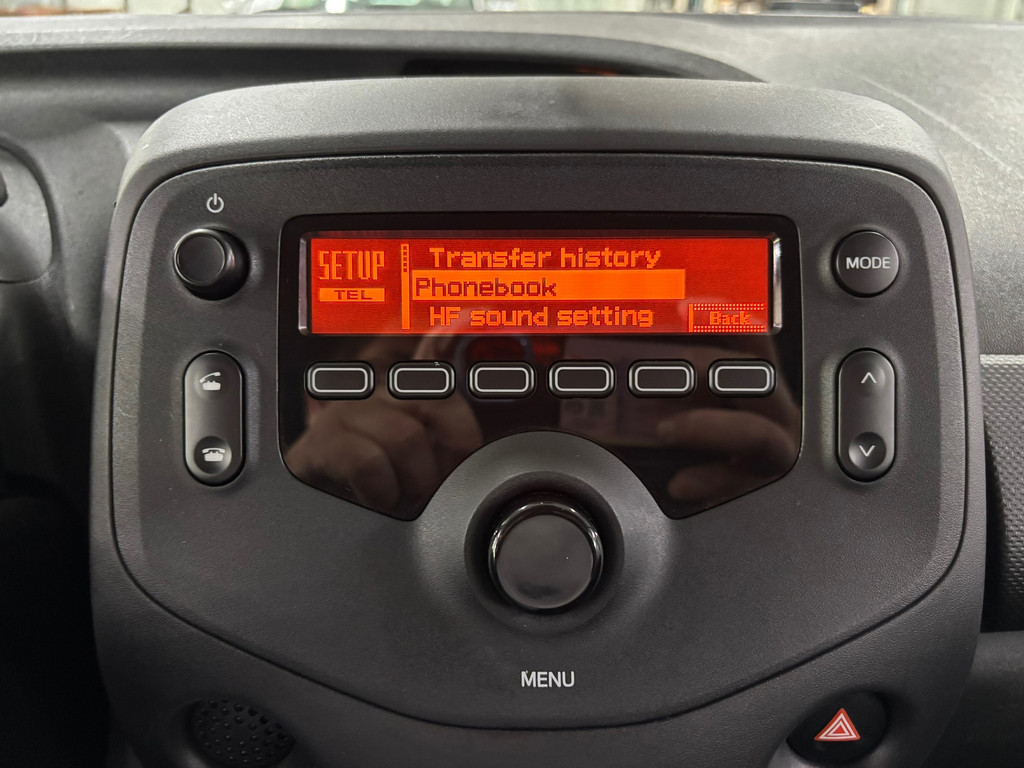 SETUP
TEL
Transfer history
Phonebook
HF sound setting
Back
MODE
MENU